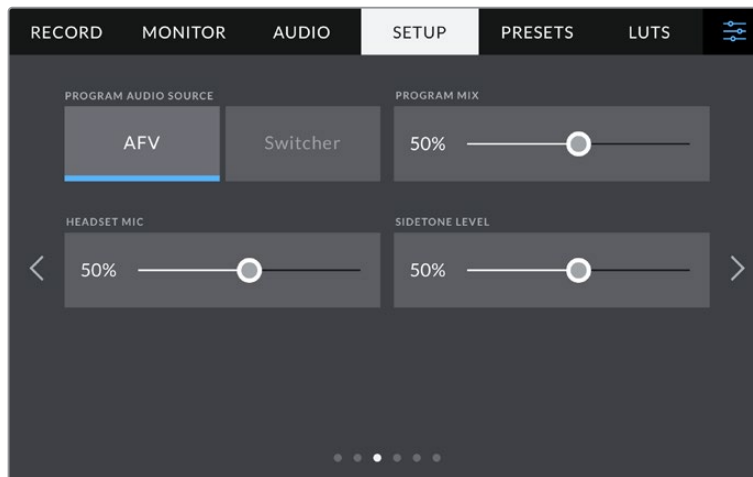 RECORD MONITOR AUDIO SETUP PRESETS LUTS
PROGRAM AUDIO SOURCE PROGRAM MIX
AFV Switcher 50%
HEADSET MIC SIDETONE LEVEL
50% 50%